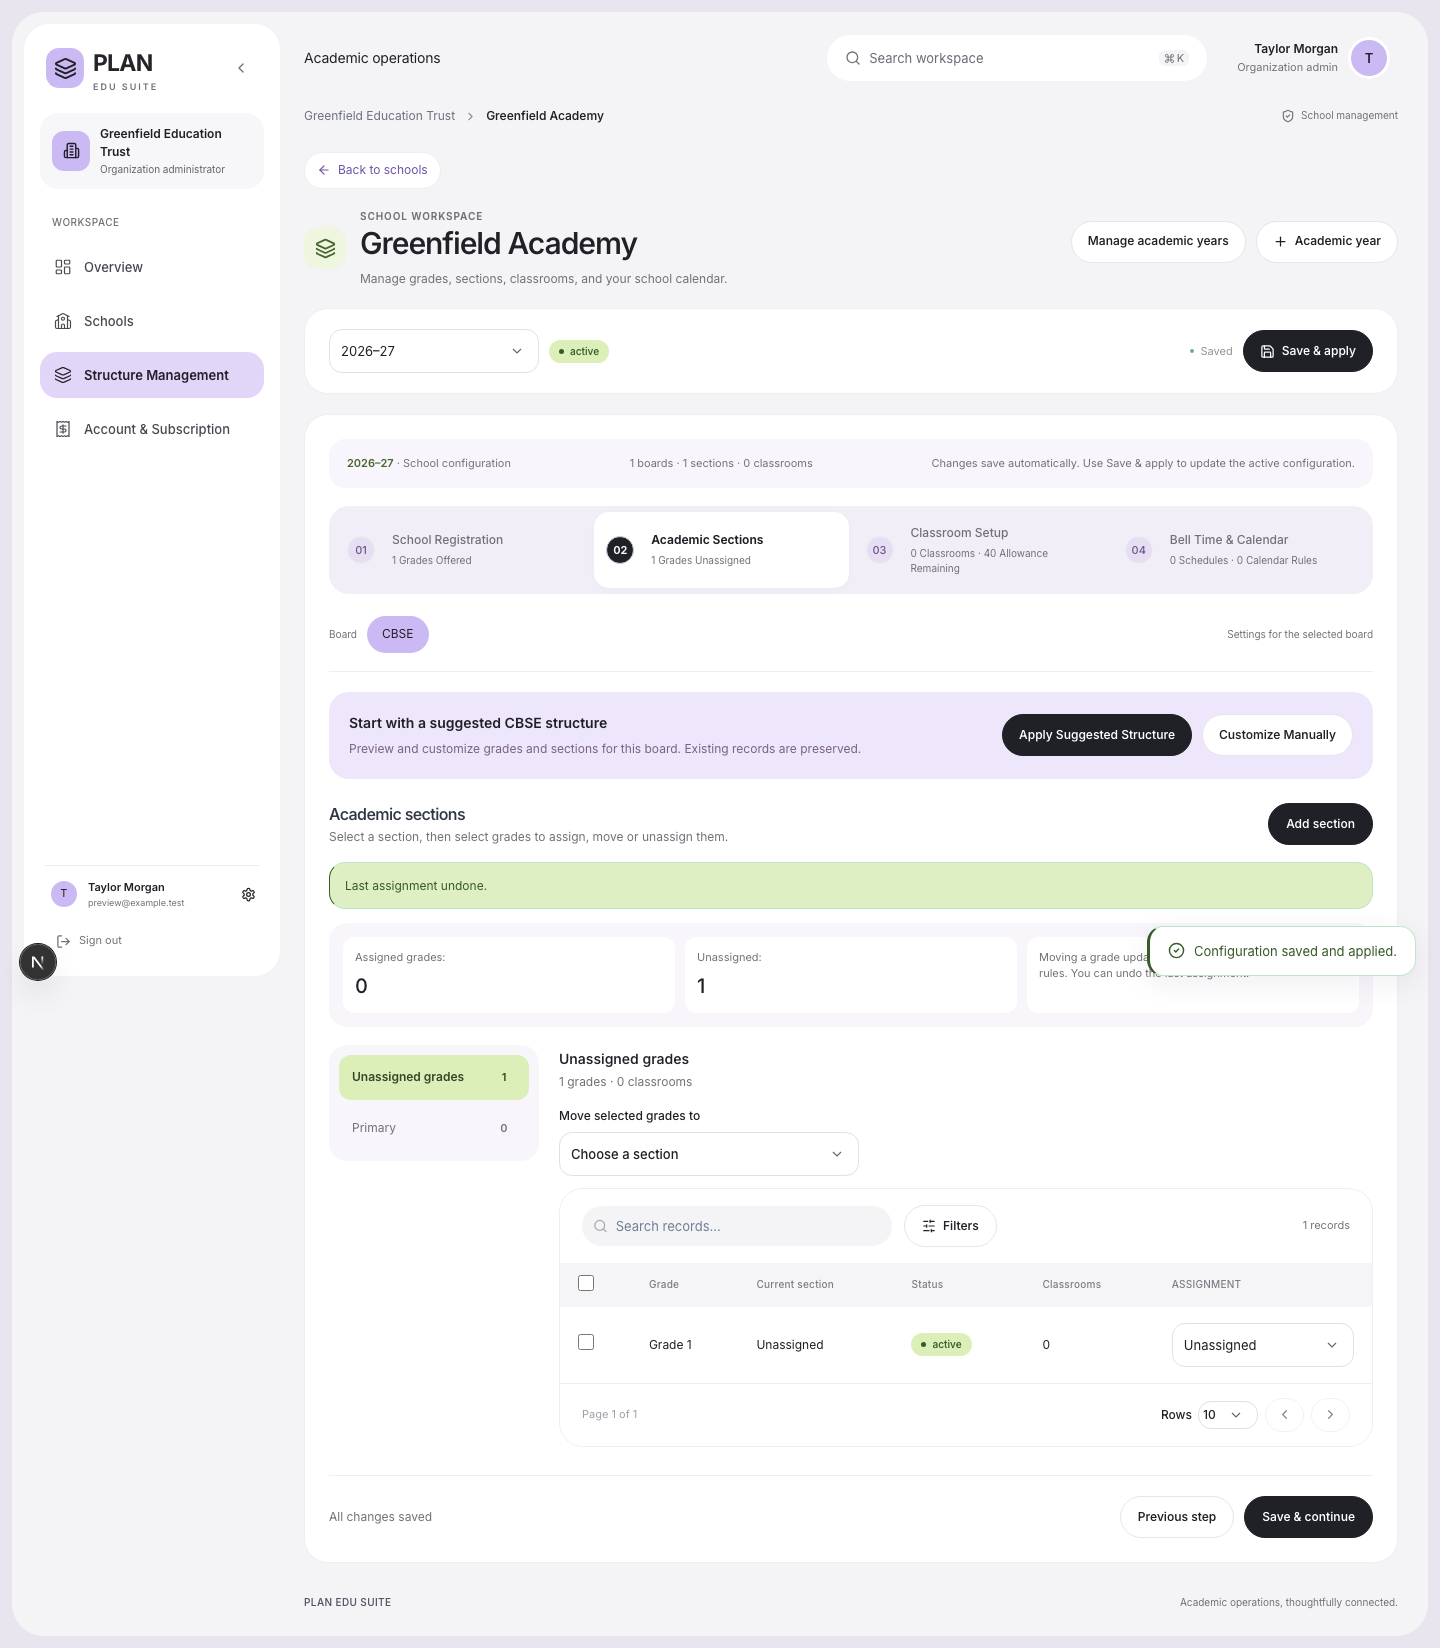 PLAN
EDU SUITE
Greenfield Education
Trust
Organization administrator
WORKSPACE
Overview
Schools
Structure Management
Account & Subscription
T
Taylor Morgan
preview@example.test
Sign out
N
Academic operations
Search workspace
⌘K
Taylor Morgan
Organization admin
T
Greenfield Education Trust > Greenfield Academy
School management
Back to schools
SCHOOL WORKSPACE
Greenfield Academy
Manage grades, sections, classrooms, and your school calendar.
Manage academic years
Academic year
2026–27
active
Saved
Save & apply
2026–27 · School configuration
1 boards · 1 sections · 0 classrooms
Changes save automatically. Use Save & apply to update the active configuration.
01
School Registration
1 Grades Offered
02
Academic Sections
1 Grades Unassigned
03
Classroom Setup
0 Classrooms · 40 Allowance
Remaining
04
Bell Time & Calendar
0 Schedules · 0 Calendar Rules
Board
CBSE
Settings for the selected board
Start with a suggested CBSE structure
Preview and customize grades and sections for this board. Existing records are preserved.
Apply Suggested Structure
Customize Manually
Academic sections
Select a section, then select grades to assign, move or unassign them.
Add section
Last assignment undone.
Assigned grades:
0
Unassigned:
1
Moving a grade
rules. You can undo
Configuration saved and applied.
Unassigned grades 1
Primary 0
Unassigned grades
1 grades · 0 classrooms
Move selected grades to
Choose a section
Search records...
Filters
1 records
Grade Current section Status Classrooms ASSIGNMENT
Grade 1 Unassigned active 0 Unassigned
Page 1 of 1
Rows 10
All changes saved
Previous step
Save & continue
PLAN EDU SUITE
Academic operations, thoughtfully connected.